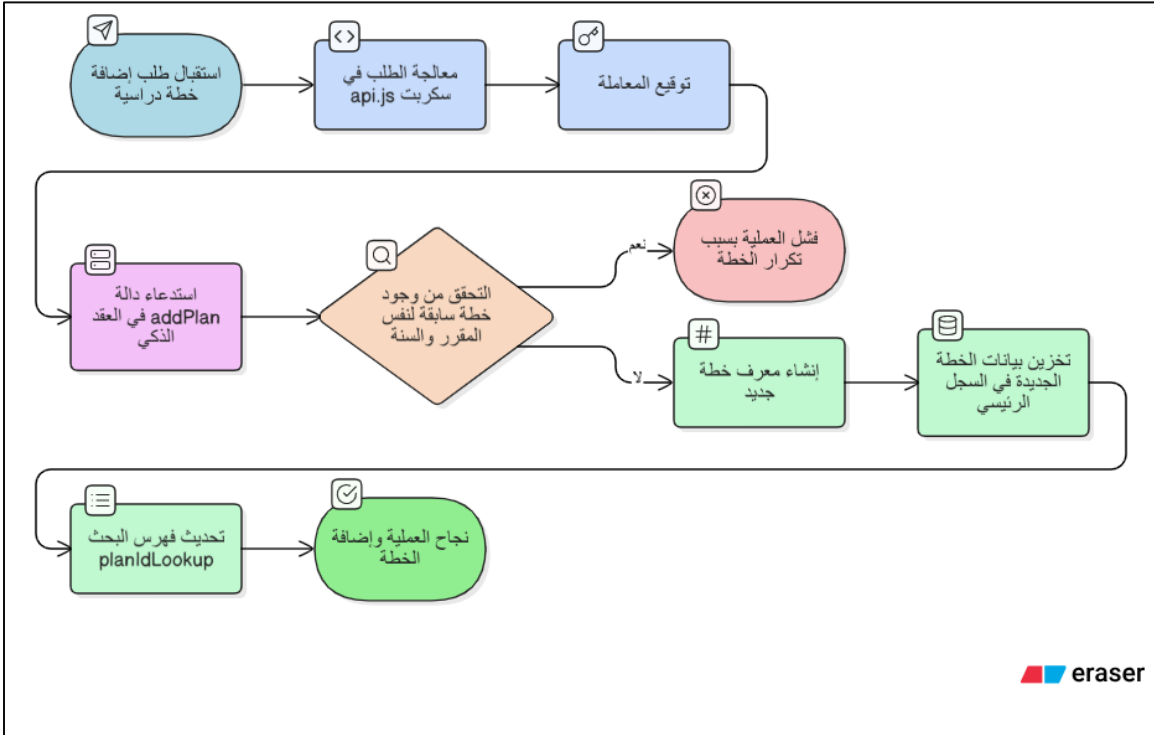 استقبال طلب إضافة
خطة دراسية
معالجة الطلب في
سكربت api.js
توقيع المعاملة
استدعاء دالة
addPlan في العقد
الذكي
التحقق من وجود
خطة سابقة لنفس
المقرر والسنة
نعم
فشل العملية بسبب
تكرار الخطة
لا
إنشاء معرف خطة
جديد
تخزين بيانات الخطة
الجديدة في السجل
الرئيسي
تحديث فهرس البحث
planIdLookup
نجاح العملية وإضافة
الخطة
eraser